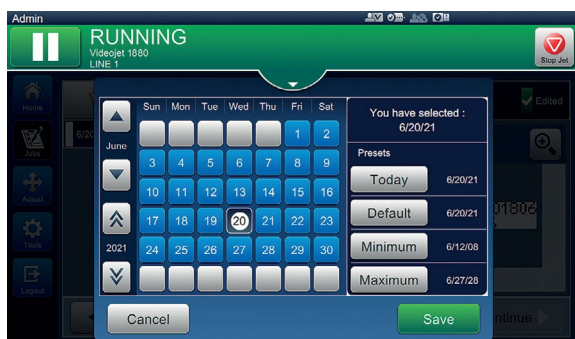 Admin
RUNNING
Videojet 1880
LINE 1
Stop Jet
Home
Jobs
Adjust
Tools
Logout
Edited
Sun Mon Tue Wed Thu Fri Sat
June
1 2
3 4 5 6 7 8 9
10 11 12 13 14 15 16
17 18 19 20 21 22 23
2021
24 25 26 27 28 29 30
You have selected :
6/20/21
Presets
Today 6/20/21
Default 6/20/21
Minimum 6/12/08
Maximum 6/27/28
Cancel
Save